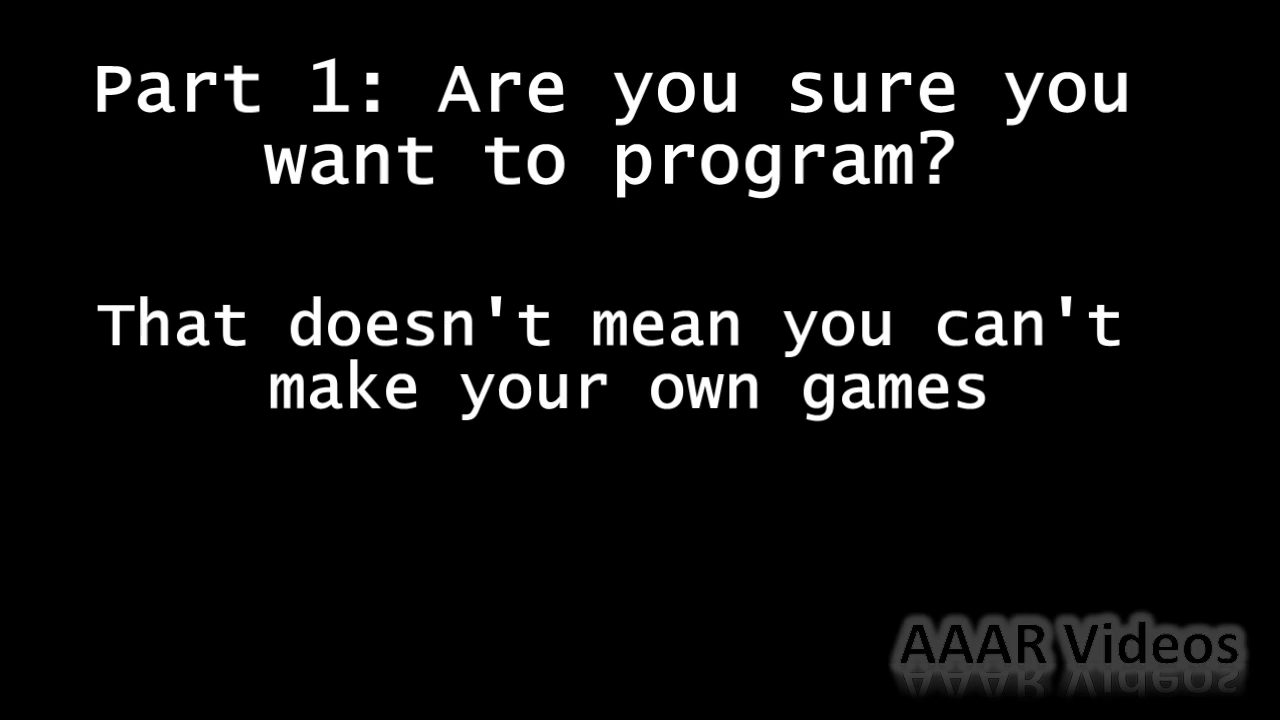 Part 1: Are you sure you
want to program?
That doesn't mean you can't
make your own games
AAAR Videos